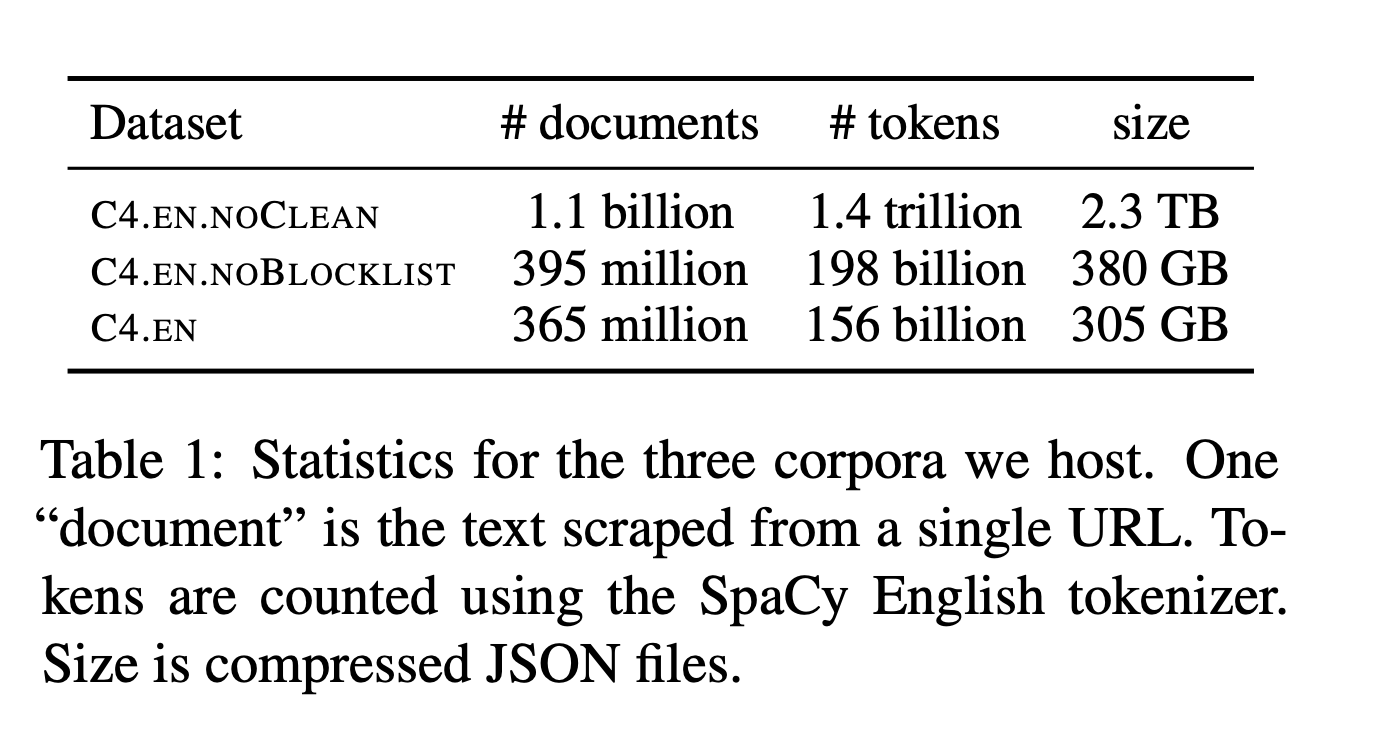 Dataset # documents # tokens size
C4.EN.NOCLEAN 1.1 billion 1.4 trillion 2.3 TB
C4.EN.NOBLOCKLIST 395 million 198 billion 380 GB
C4.EN 365 million 156 billion 305 GB
Table 1: Statistics for the three corpora we host. One
“document” is the text scraped from a single URL. To-
kens are counted using the SpaCy English tokenizer.
Size is compressed JSON files.